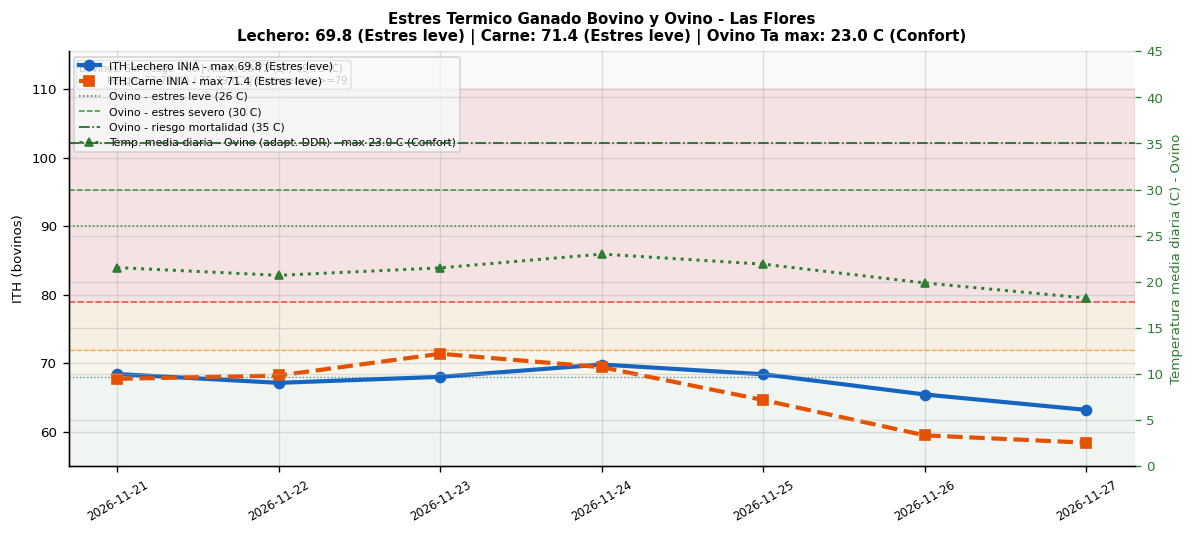 Estres Termico Ganado Bovino y Ovino - Las Flores
Lechero: 69.8 (Estres leve) | Carne: 71.4 (Estres leve) | Ovino Ta max: 23.0 C (Confort)
ITH Lechero INIA - max 69.8 (Estres leve)
ITH Carne INIA - max 71.4 (Estres leve)
>=79
Ovino - estres leve (26 C)
Ovino - estres severo (30 C)
Ovino - riesgo mortalidad (35 C)
Temp. media diaria - Ovino (adapt. DDR) - max 23.0 C (Confort)
ITH (bovinos)
110
100
90
80
70
60
Temperatura media diaria (C) - Ovino
45
40
35
30
25
20
15
10
5
0
2026-11-21
2026-11-22
2026-11-23
2026-11-24
2026-11-25
2026-11-26
2026-11-27